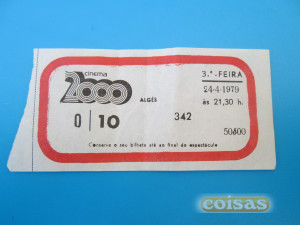 cinema
2000
ALGÉS
3.ª-FEIRA
24-4-1979
às 21,30 h.
0 | 10
342
50$00
Conserve o seu bilhete até ao final do espectáculo
coisas